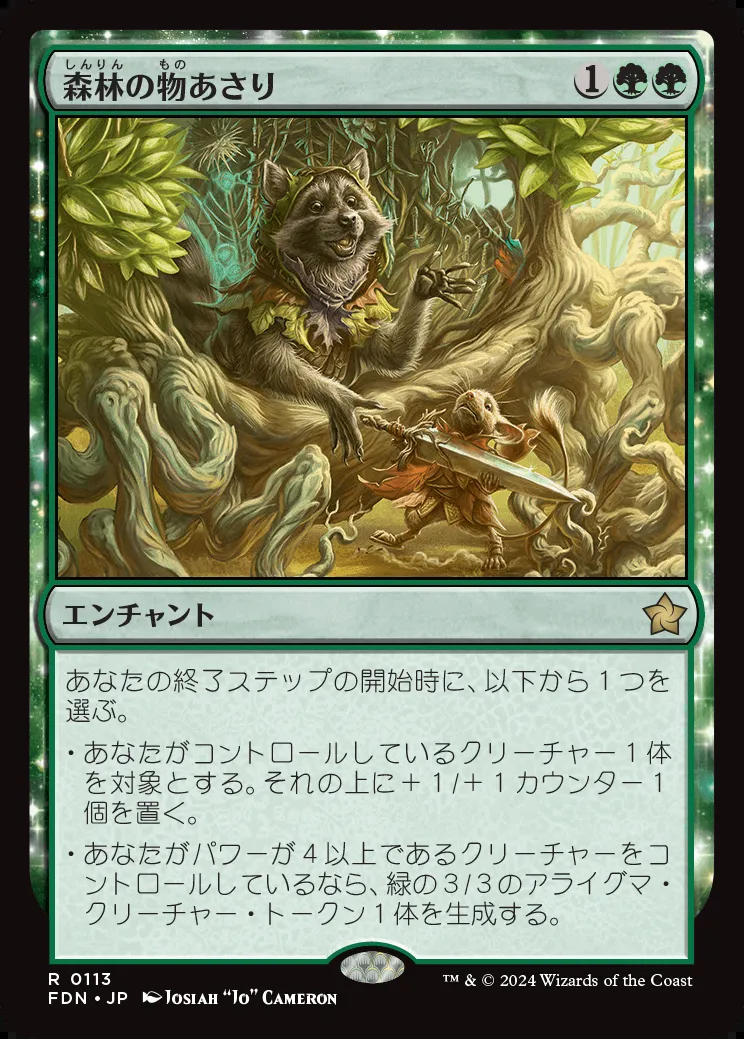 しんりん もの
森林の物あさり 1
エンチャント
あなたの終了ステップの開始時に、以下から1つを
選ぶ。
・あなたがコントロールしているクリーチャー1体
を対象とする。それの上に+1/+1カウンター1
個を置く。
・あなたがパワーが4以上であるクリーチャーをコ
ントロールしているなら、緑の3/3のアライグマ・
クリーチャー・トークン1体を生成する。
R 0113
FDN・JP Josiah “Jo” Cameron
™ & © 2024 Wizards of the Coast